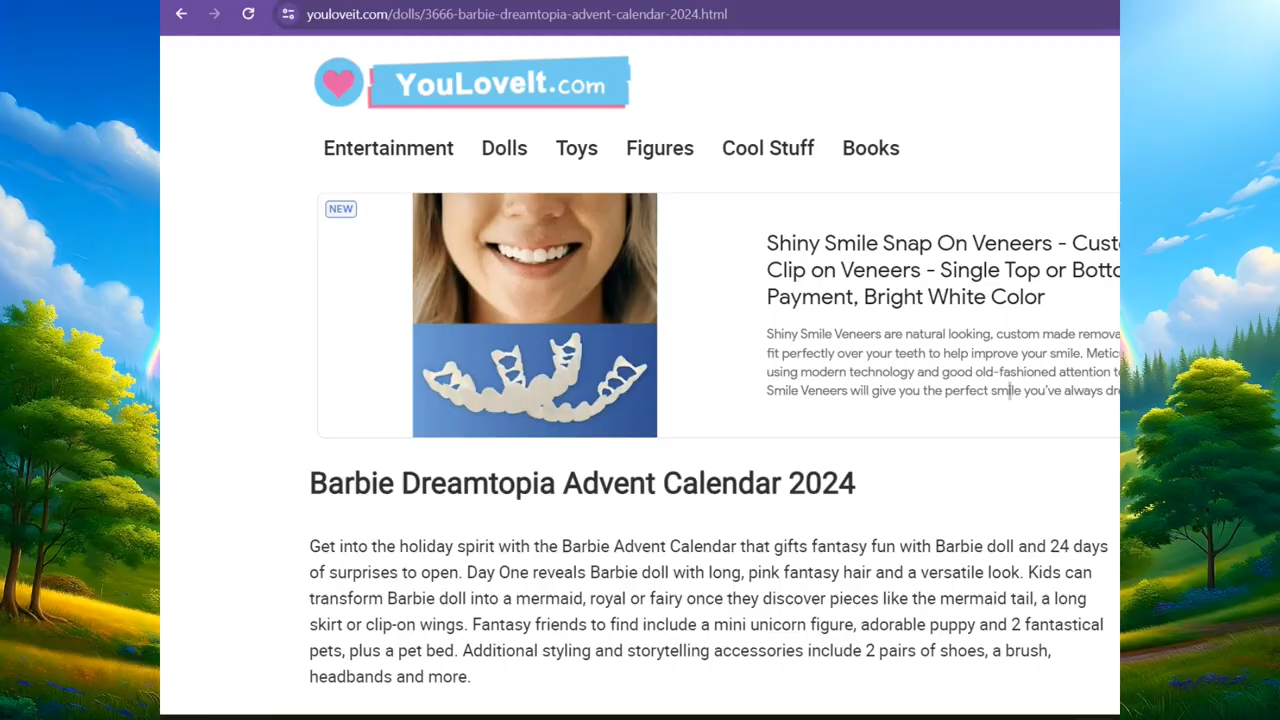 youloveit.com/dolls/3666-barbie-dreamtopia-advent-calendar-2024.html
YouLoveIt.com
Entertainment Dolls Toys Figures Cool Stuff Books
NEW
Shiny Smile Snap On Veneers - Custo
Clip on Veneers - Single Top or Botto
Payment, Bright White Color
Shiny Smile Veneers are natural looking, custom made remova
fit perfectly over your teeth to help improve your smile. Metic
using modern technology and good old-fashioned attention to
Smile Veneers will give you the perfect smile you've always dre
Barbie Dreamtopia Advent Calendar 2024
Get into the holiday spirit with the Barbie Advent Calendar that gifts fantasy fun with Barbie doll and 24 days
of surprises to open. Day One reveals Barbie doll with long, pink fantasy hair and a versatile look. Kids can
transform Barbie doll into a mermaid, royal or fairy once they discover pieces like the mermaid tail, a long
skirt or clip-on wings. Fantasy friends to find include a mini unicorn figure, adorable puppy and 2 fantastical
pets, plus a pet bed. Additional styling and storytelling accessories include 2 pairs of shoes, a brush,
headbands and more.